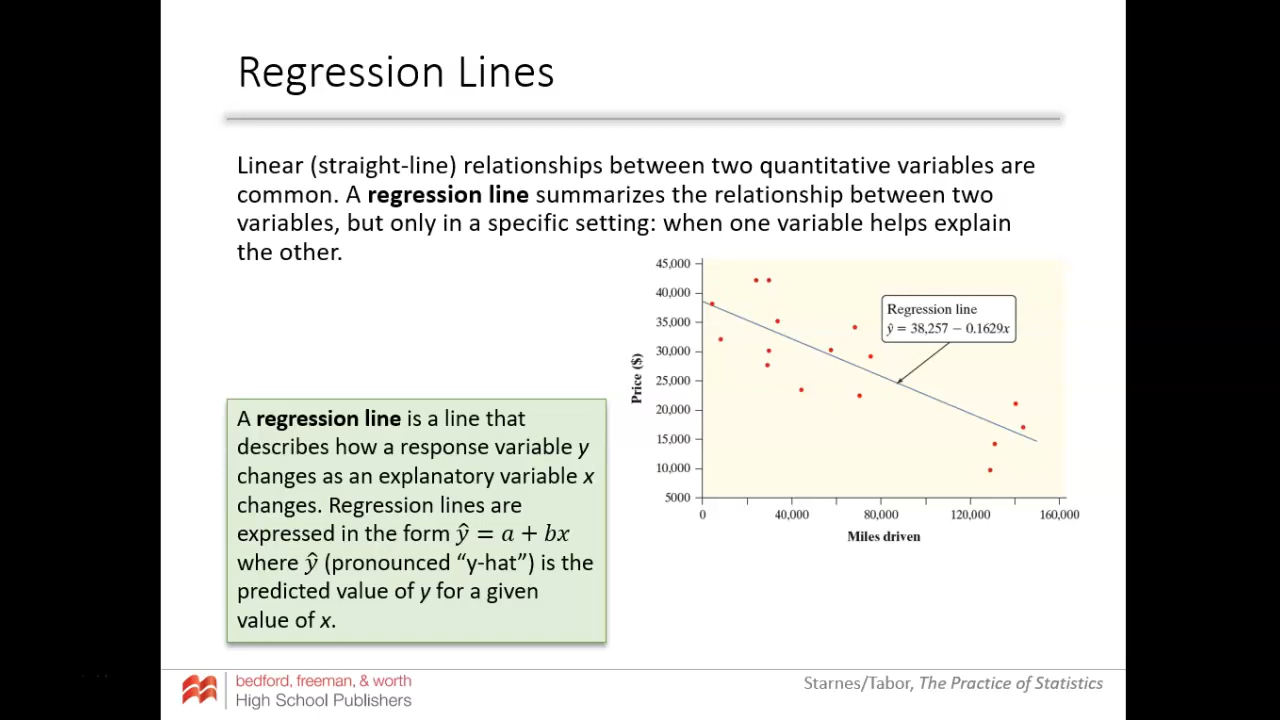 Regression Lines
Linear (straight-line) relationships between two quantitative variables are
common. A regression line summarizes the relationship between two
variables, but only in a specific setting: when one variable helps explain
the other.
45,000
40,000
35,000
30,000
25,000
20,000
15,000
10,000
5000
Price ($)
Regression line
ŷ = 38,257 − 0.1629x
0
40,000
80,000
120,000
160,000
Miles driven
A regression line is a line that
describes how a response variable y
changes as an explanatory variable x
changes. Regression lines are
expressed in the form ŷ = a + bx
where ŷ (pronounced “y-hat”) is the
predicted value of y for a given
value of x.
bedford, freeman, & worth
High School Publishers
Starnes/Tabor, The Practice of Statistics